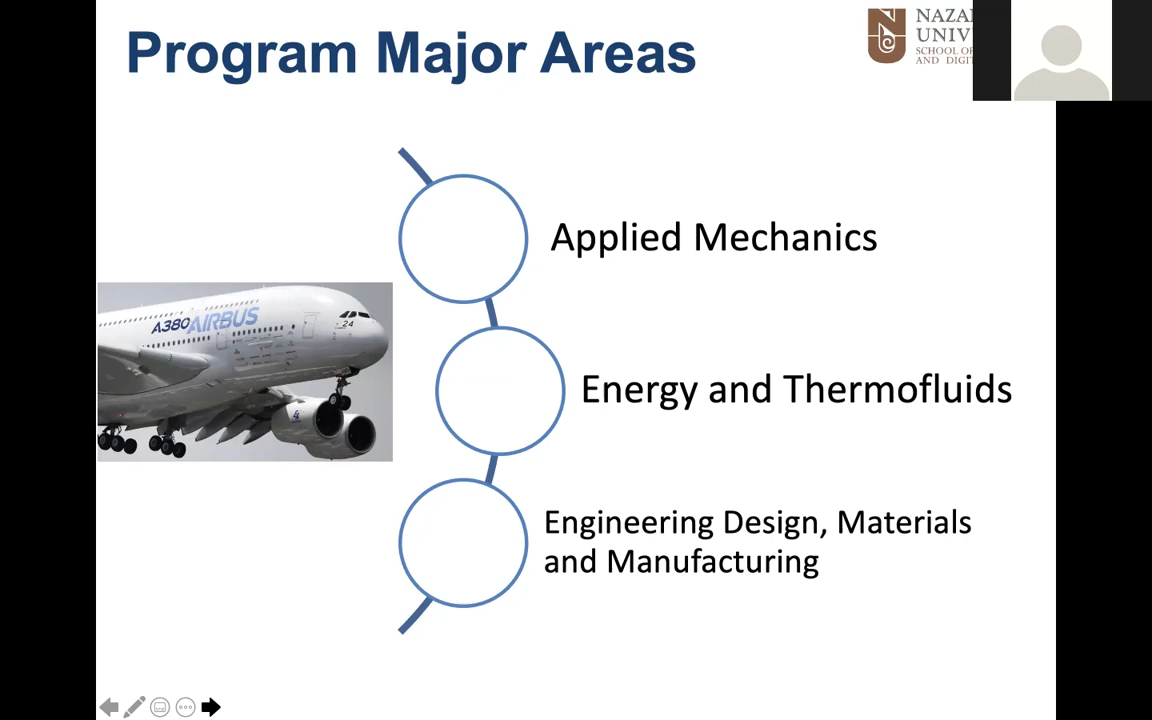 Program Major Areas
NAZA
UNIV
SCHOOL OF
AND DIGIT
Applied Mechanics
A380 AIRBUS
24
Energy and Thermofluids
Engineering Design, Materials
and Manufacturing